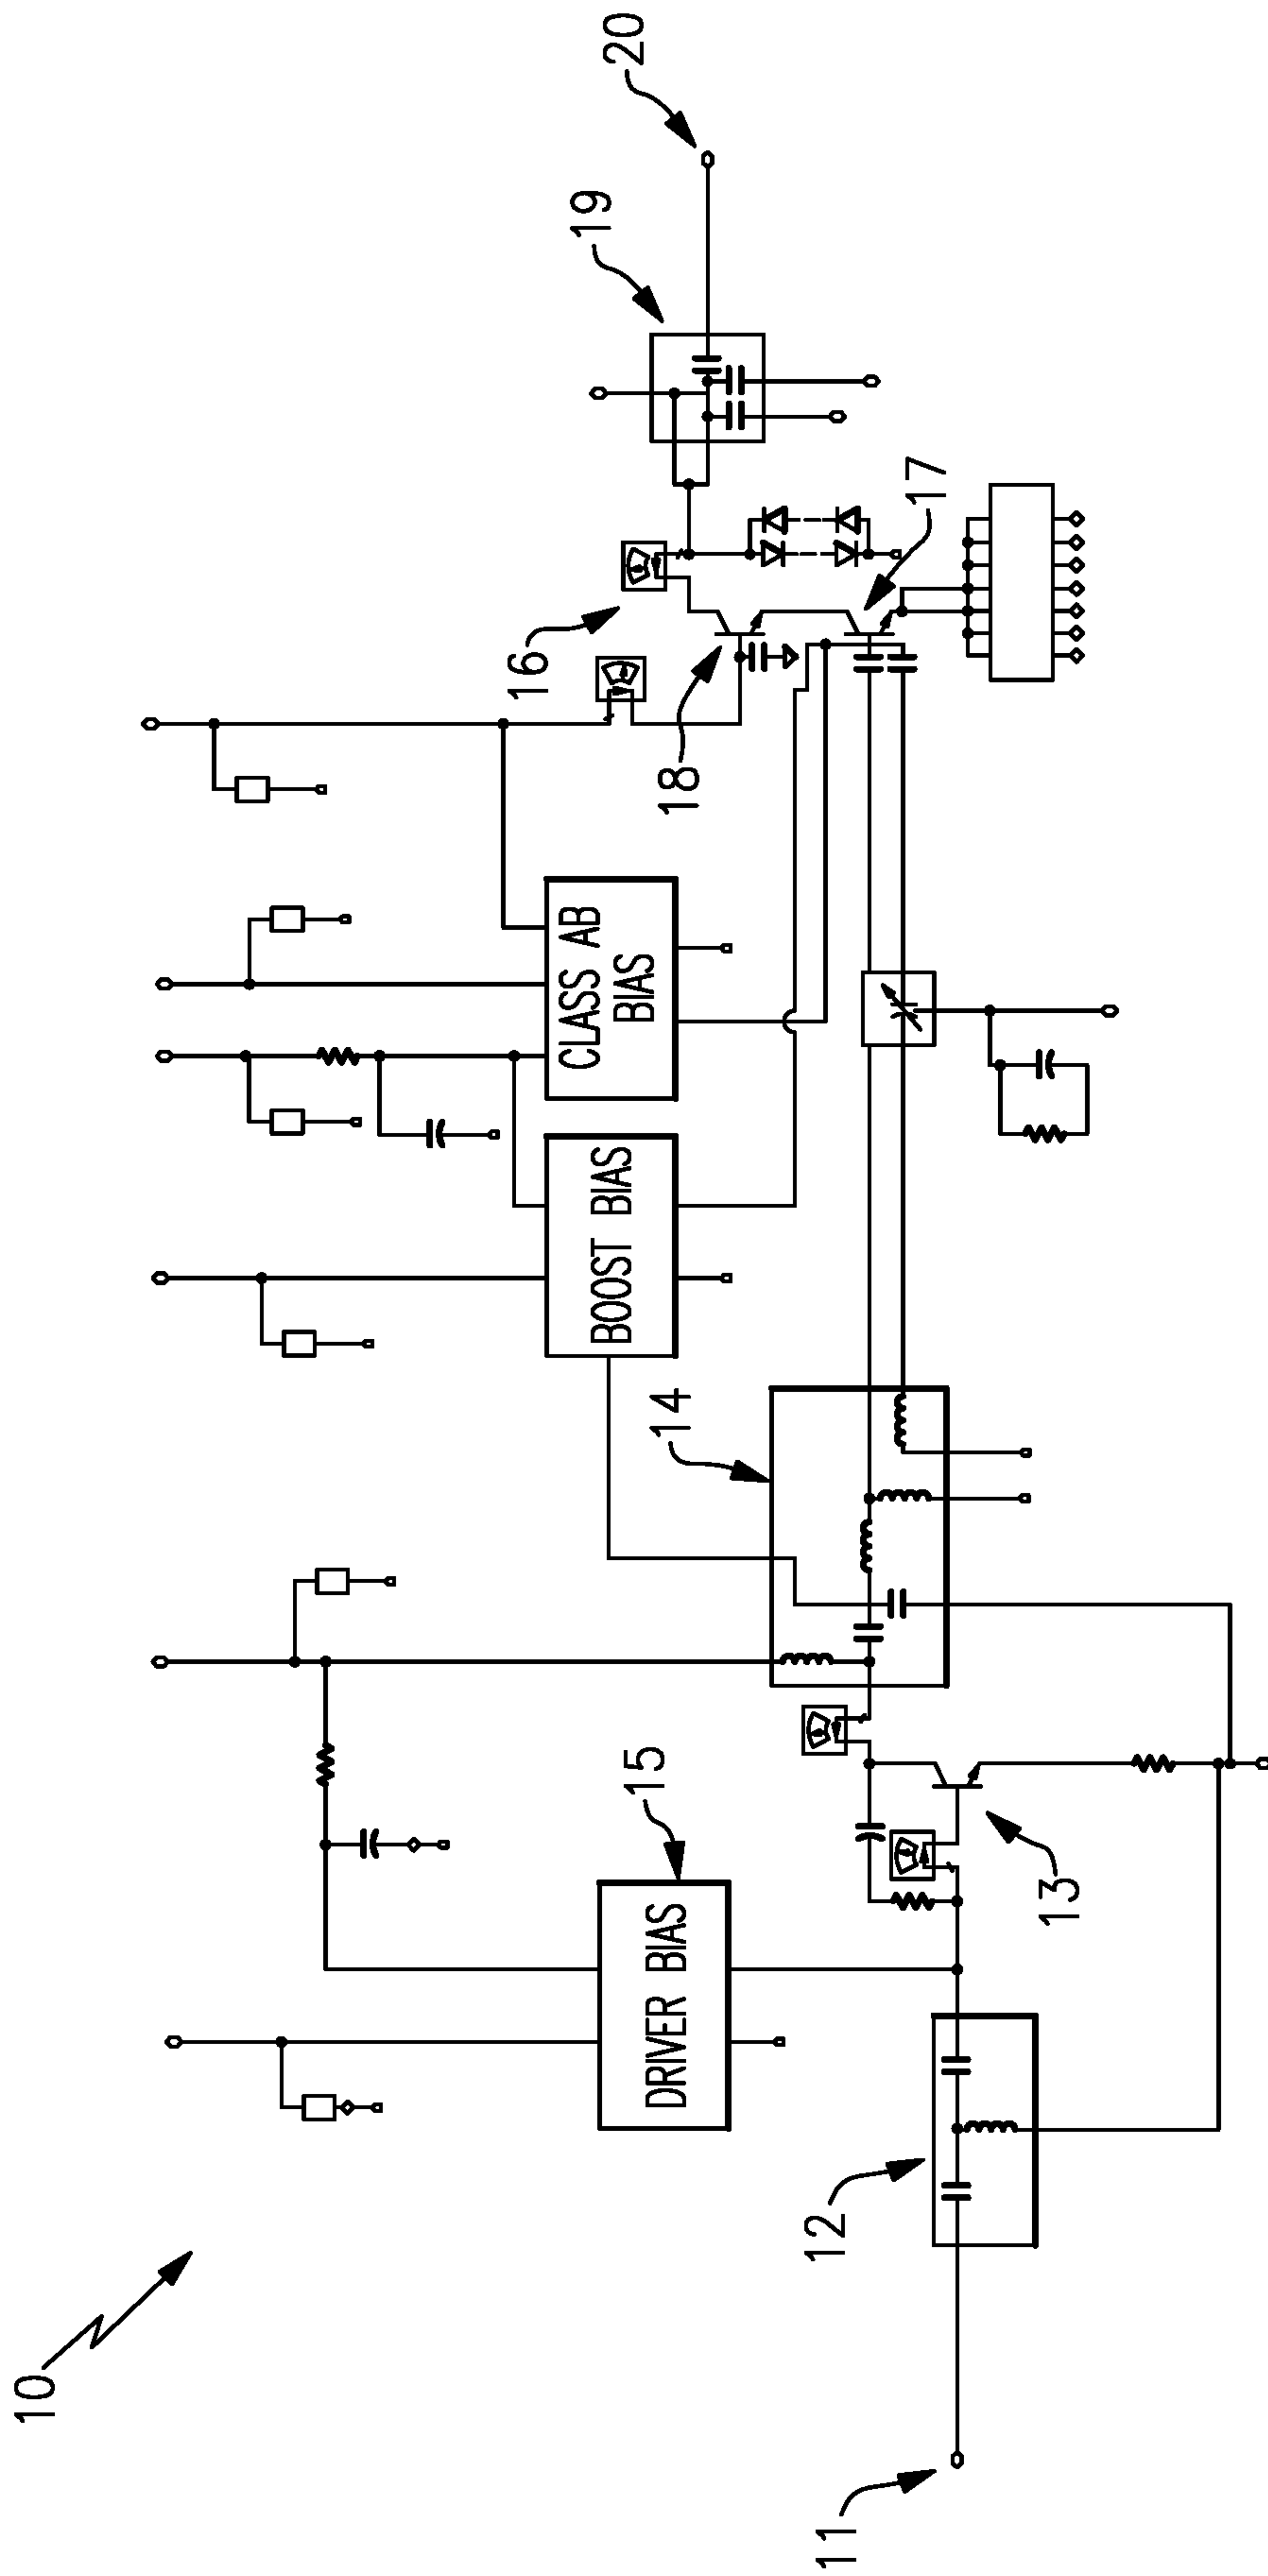 10
11
12
13
14
DRIVER BIAS
15
BOOST BIAS
CLASS AB
BIAS
16
17
18
19
20